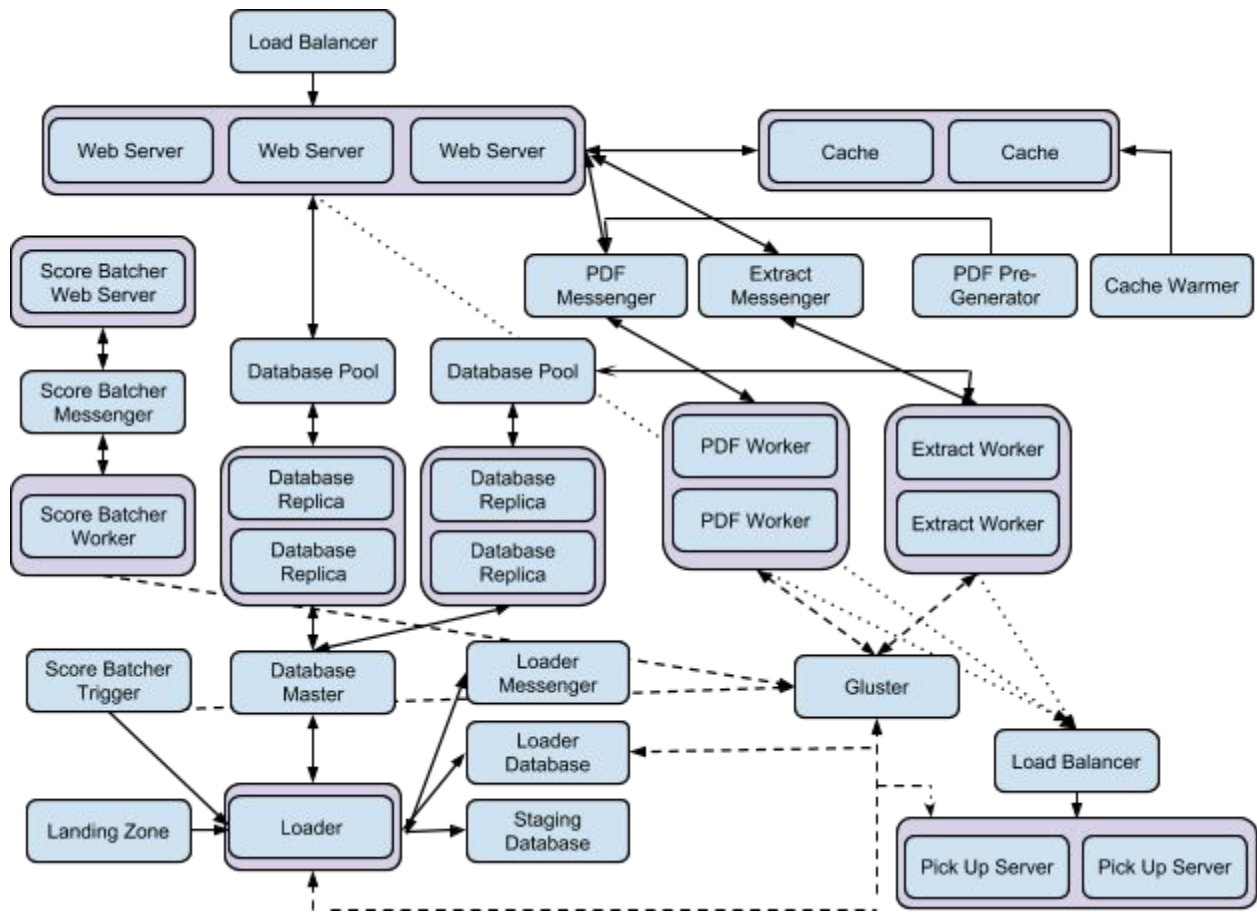 Load Balancer
Web Server
Web Server
Web Server
Cache
Cache
Score Batcher
Web Server
PDF
Messenger
Extract
Messenger
PDF Pre-
Generator
Cache Warmer
Score Batcher
Messenger
Database Pool
Database Pool
Score Batcher
Worker
Database
Replica
Database
Replica
Database
Replica
Database
Replica
PDF Worker
PDF Worker
Extract Worker
Extract Worker
Score Batcher
Trigger
Database
Master
Loader
Messenger
Gluster
Loader
Database
Load Balancer
Landing Zone
Loader
Staging
Database
Pick Up Server
Pick Up Server